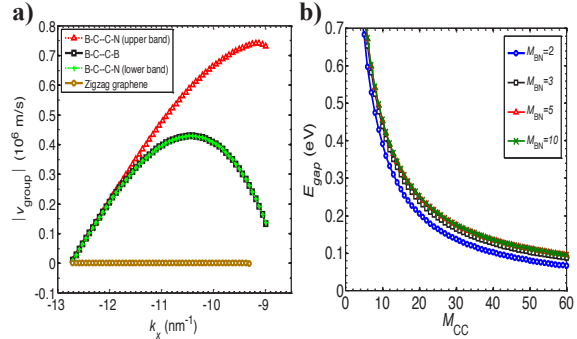 a)
b)
B-C--C-N (upper band)
B-C--C-B
B-C--C-N (lower band)
Zigzag graphene
|v_group| (10^6 m/s)
0.8
0.7
0.6
0.5
0.4
0.3
0.2
0.1
0
-0.1
-13 -12 -11 -10 -9
k_x (nm^-1)
M_BN=2
M_BN=3
M_BN=5
M_BN=10
E_gap (eV)
0.7
0.6
0.5
0.4
0.3
0.2
0.1
0
0 10 20 30 40 50 60
M_CC